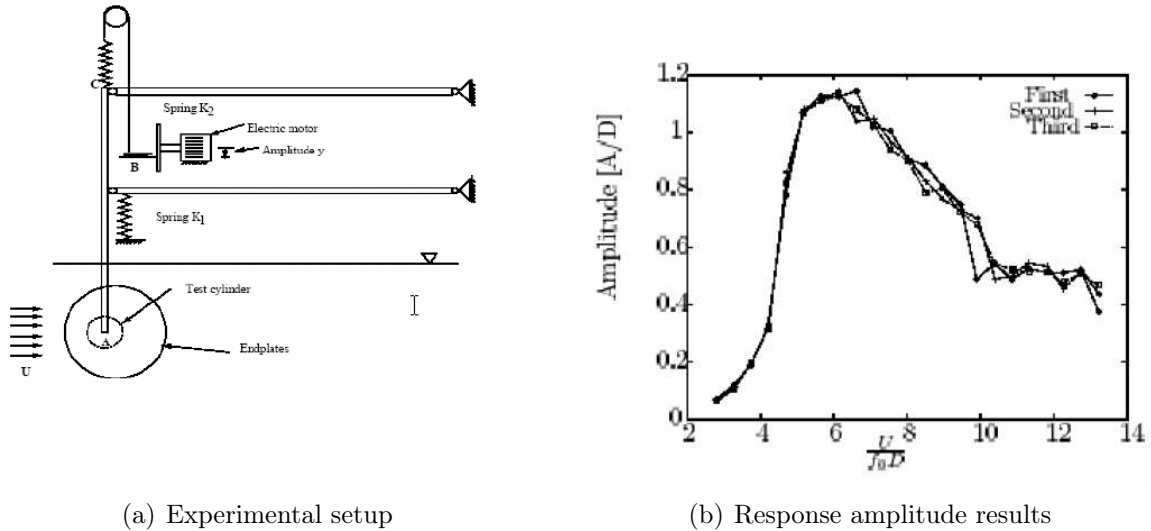 C
Spring K2
Electric motor
Amplitude y
B
Spring K1
Test cylinder
A
Endplates
U
(a) Experimental setup
1.2
1
0.8
0.6
0.4
0.2
0
Amplitude [A/D]
First
Second
Third
2 4 6 8 10 12 14
U
f0D
(b) Response amplitude results